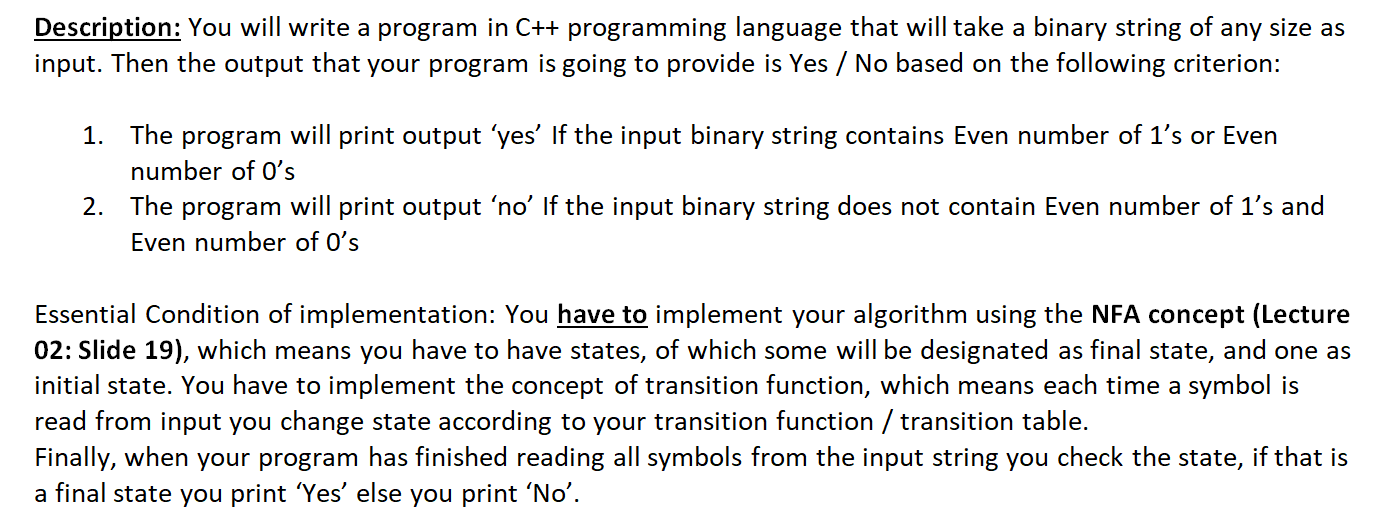 Description: You will write a program in C++ programming language that will take a binary string of any size as
input. Then the output that your program is going to provide is Yes / No based on the following criterion:
1. The program will print output ‘yes’ If the input binary string contains Even number of 1’s or Even
number of 0’s
2. The program will print output ‘no’ If the input binary string does not contain Even number of 1’s and
Even number of 0’s
Essential Condition of implementation: You have to implement your algorithm using the NFA concept (Lecture
02: Slide 19), which means you have to have states, of which some will be designated as final state, and one as
initial state. You have to implement the concept of transition function, which means each time a symbol is
read from input you change state according to your transition function / transition table.
Finally, when your program has finished reading all symbols from the input string you check the state, if that is
a final state you print ‘Yes’ else you print ‘No’.